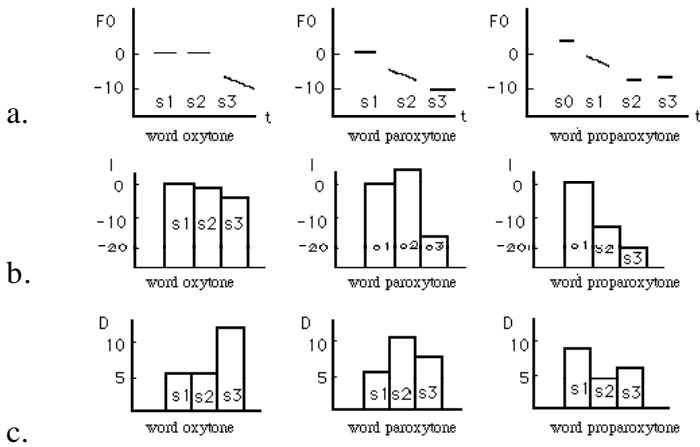 F0 F0 F0
0 0 0
-10 -10 -10
s1 s2 s3 s1 s2 s3 s0 s1 s2 s3
a. t t t
word oxytone word paroxytone word proparoxytone
I I I
0 0 0
-10 -10 -10
-20 -20 -20
s1 s2 s3 s1 s2 s3 s1 s2 s3
b.
word oxytone word paroxytone word proparoxytone
D D D
10 10 10
5 5 5
s1 s2 s3 s1 s2 s3 s1 s2 s3
word oxytone word paroxytone word proparoxytone
c.